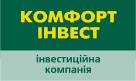 КОМФОРТ
ІНВЕСТ
інвестиційна
компанія